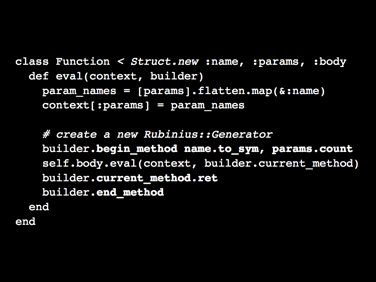 class Function < Struct.new :name, :params, :body
  def eval(context, builder)
    param_names = [params].flatten.map(&:name)
    context[:params] = param_names
    # create a new Rubinius::Generator
    builder.begin_method name.to_sym, params.count
    self.body.eval(context, builder.current_method)
    builder.current_method.ret
    builder.end_method
  end
end